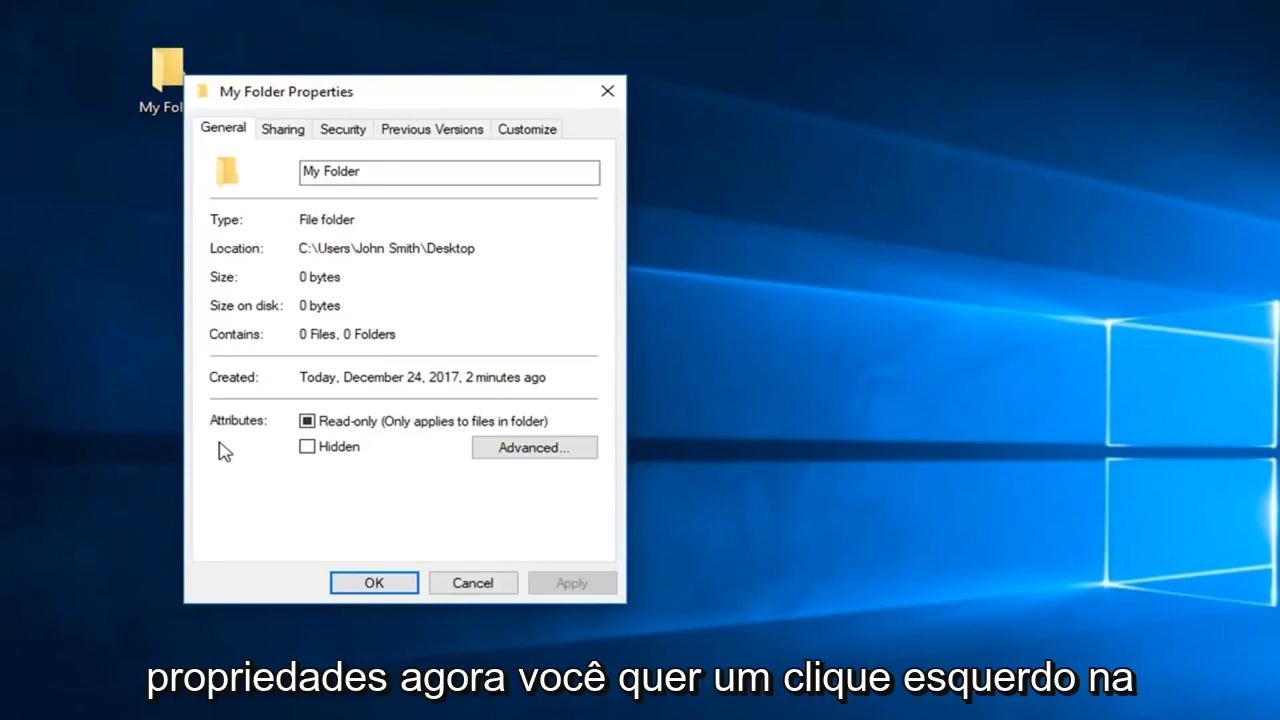 My Fol
My Folder Properties
General Sharing Security Previous Versions Customize
My Folder
Type: File folder
Location: C:\Users\John Smith\Desktop
Size: 0 bytes
Size on disk: 0 bytes
Contains: 0 Files, 0 Folders
Created: Today, December 24, 2017, 2 minutes ago
Attributes: Read-only (Only applies to files in folder)
Hidden Advanced...
OK Cancel Apply
propriedades agora você quer um clique esquerdo na